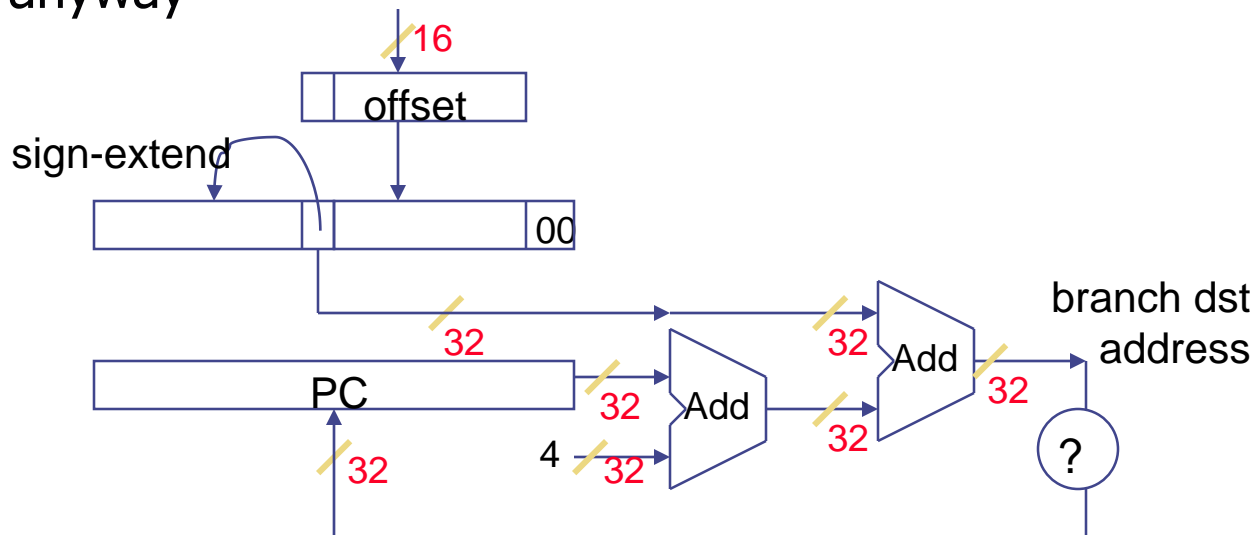 anyway
16
offset
sign-extend
00
branch dst
address
32
32
Add
32
PC
32
Add
32
4
32
32
?